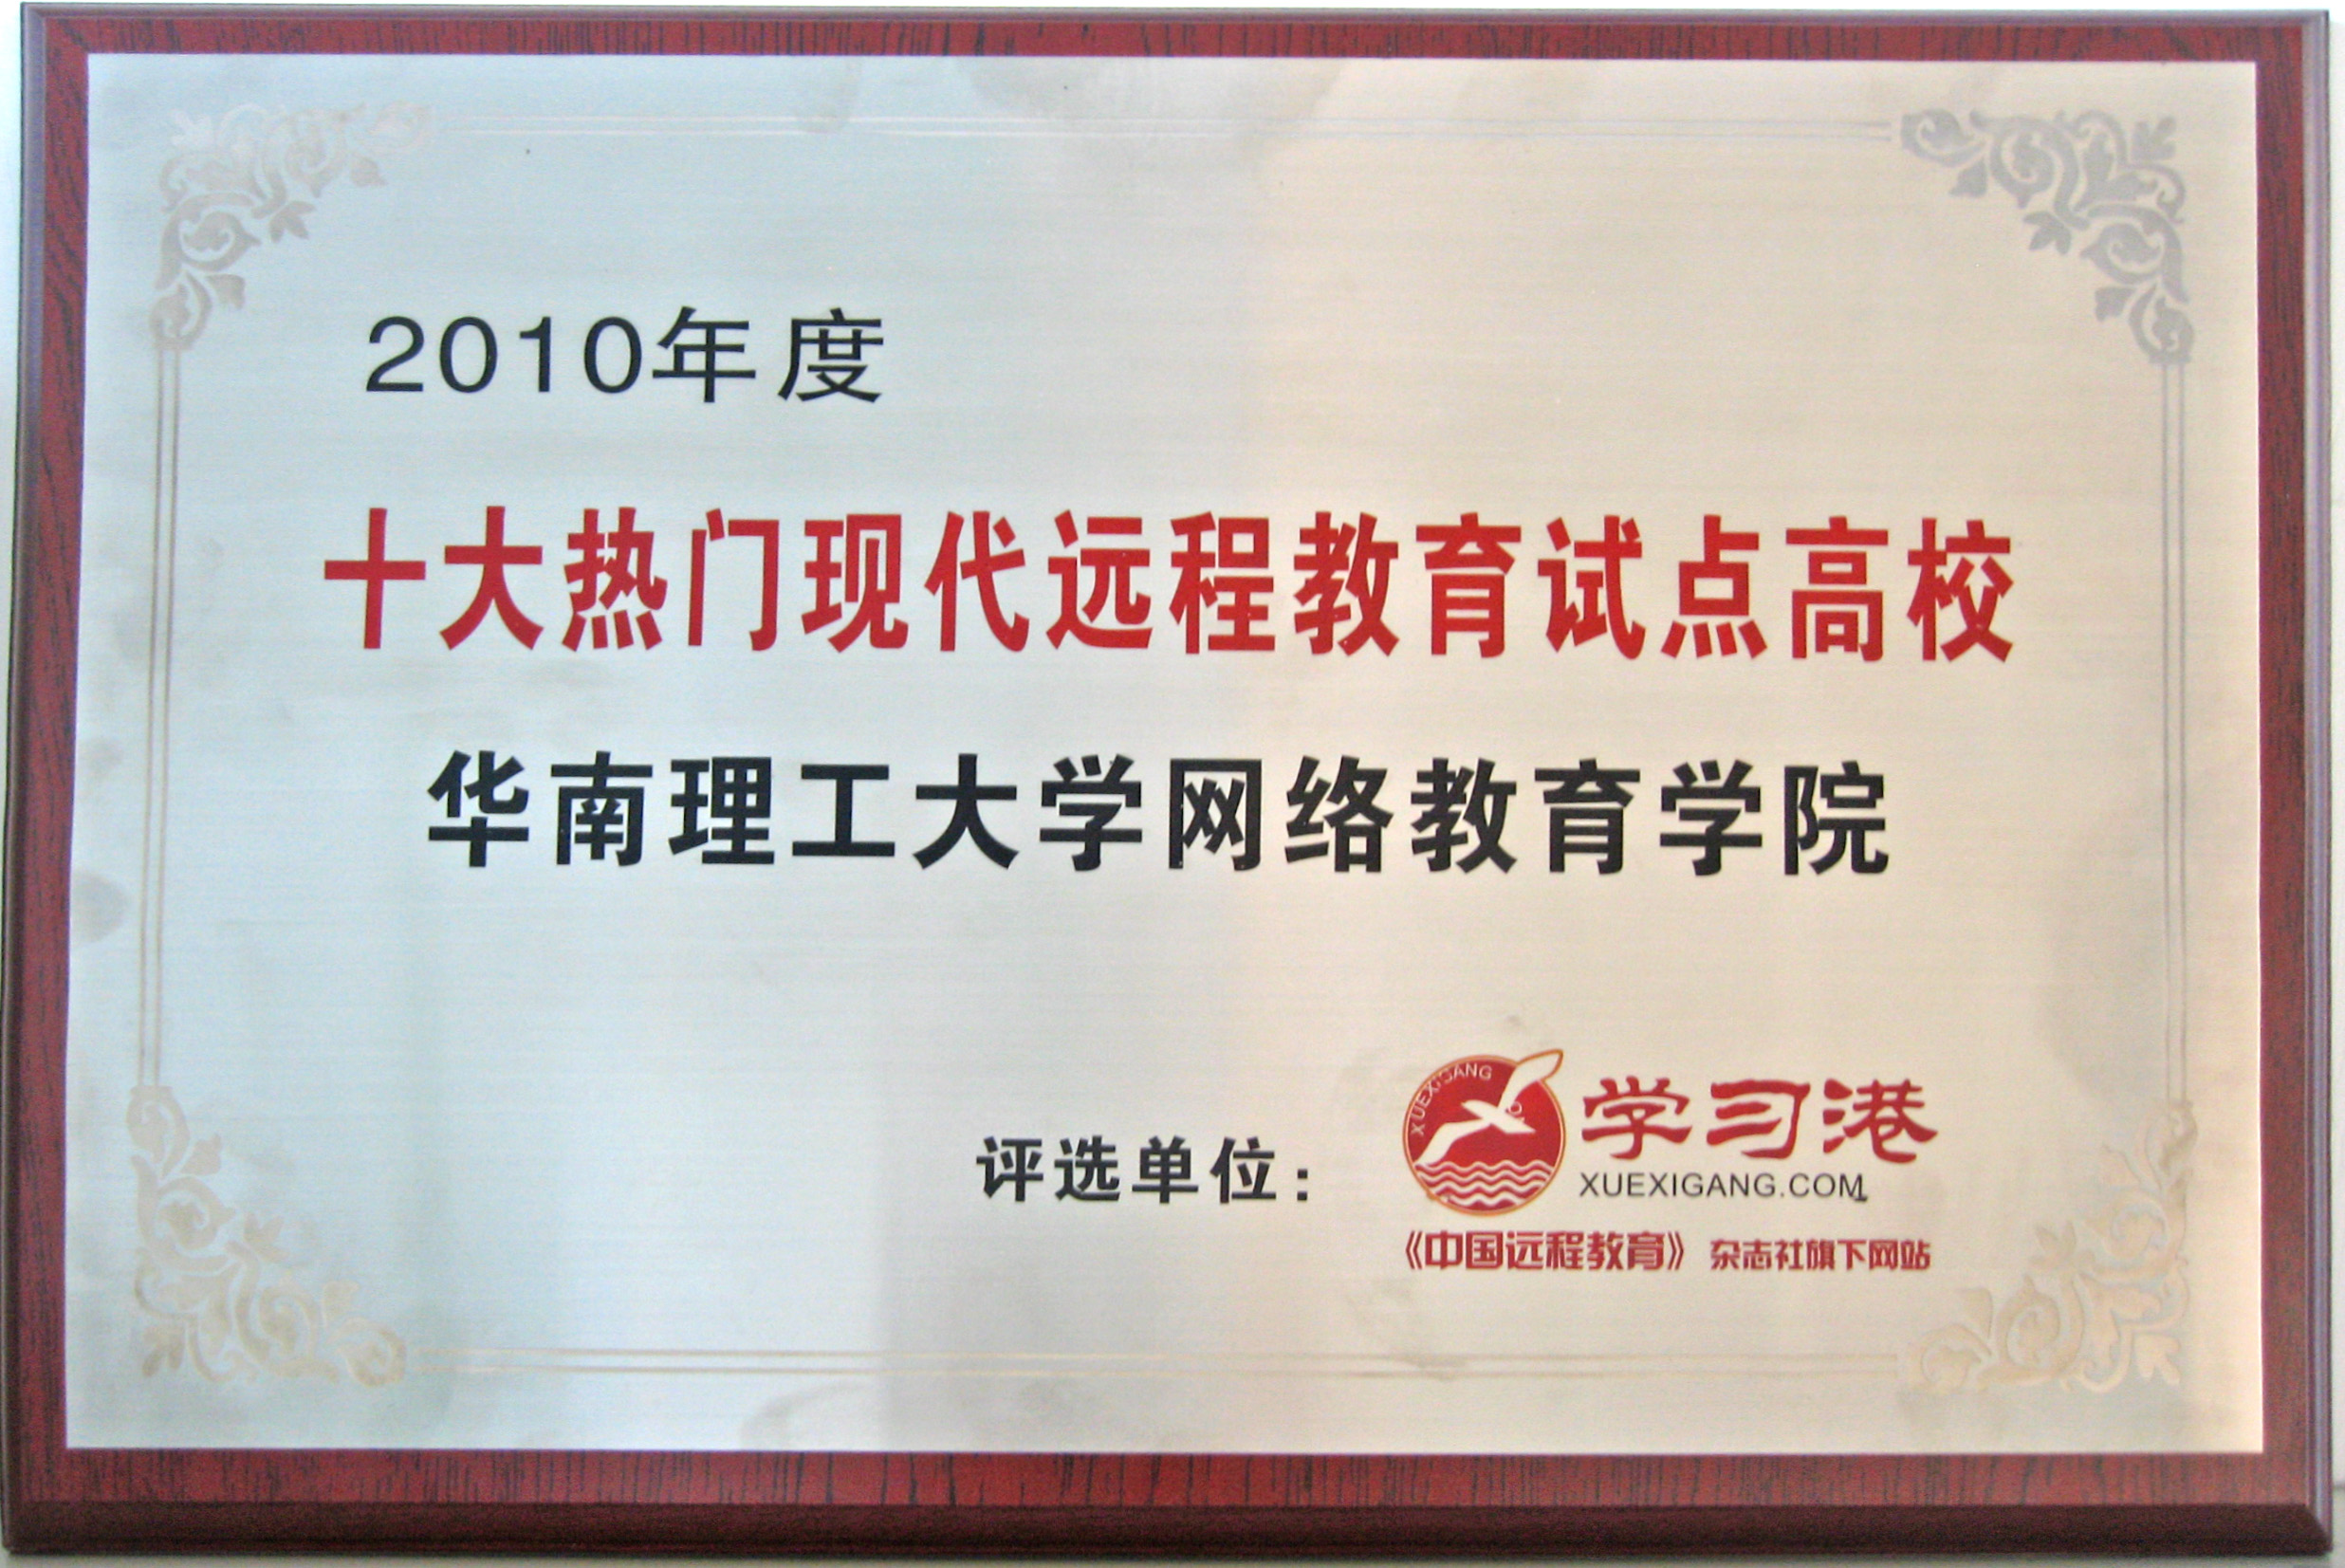 2010年度
十大热门现代远程教育试点高校
华南理工大学网络教育学院
评选单位：
XUEXIGANG
学习港
XUEXIGANG.COM
《中国远程教育》 杂志社旗下网站